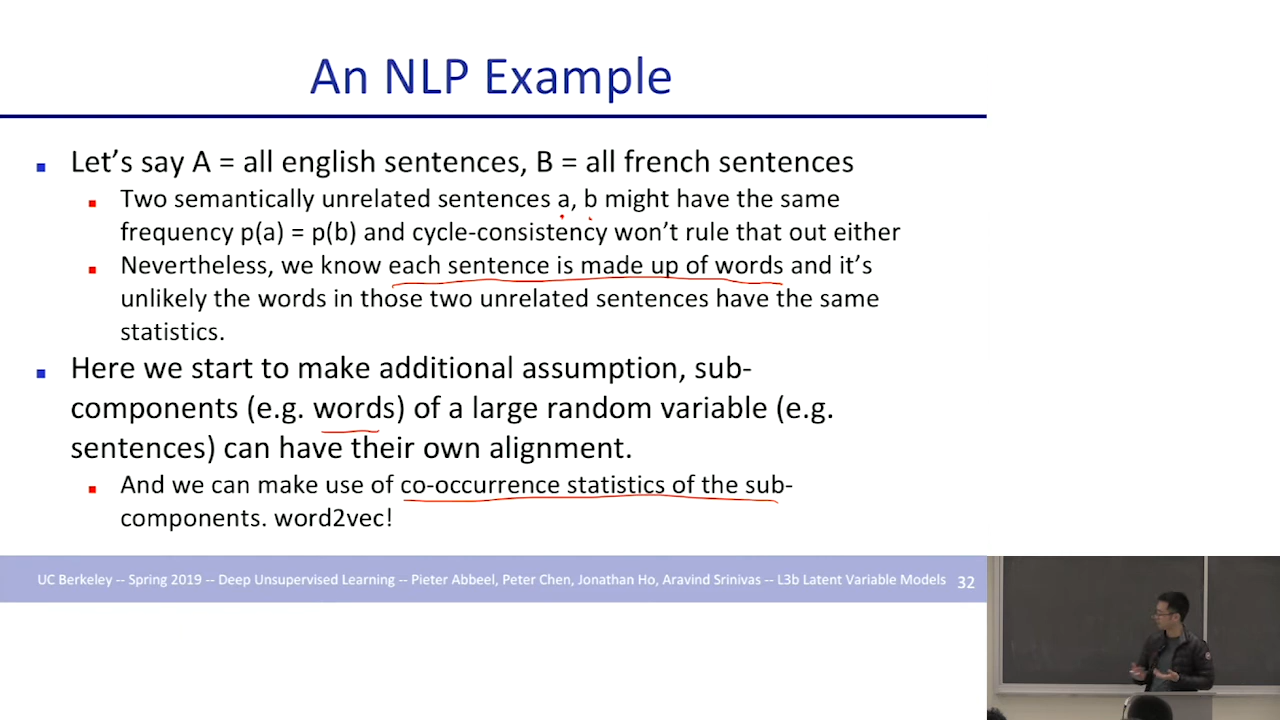 An NLP Example
Let's say A = all english sentences, B = all french sentences
Two semantically unrelated sentences a, b might have the same
frequency p(a) = p(b) and cycle-consistency won't rule that out either
Nevertheless, we know each sentence is made up of words and it's
unlikely the words in those two unrelated sentences have the same
statistics.
Here we start to make additional assumption, sub-
components (e.g. words) of a large random variable (e.g.
sentences) can have their own alignment.
And we can make use of co-occurrence statistics of the sub-
components. word2vec!
UC Berkeley -- Spring 2019 -- Deep Unsupervised Learning -- Pieter Abbeel, Peter Chen, Jonathan Ho, Aravind Srinivas -- L3b Latent Variable Models 32